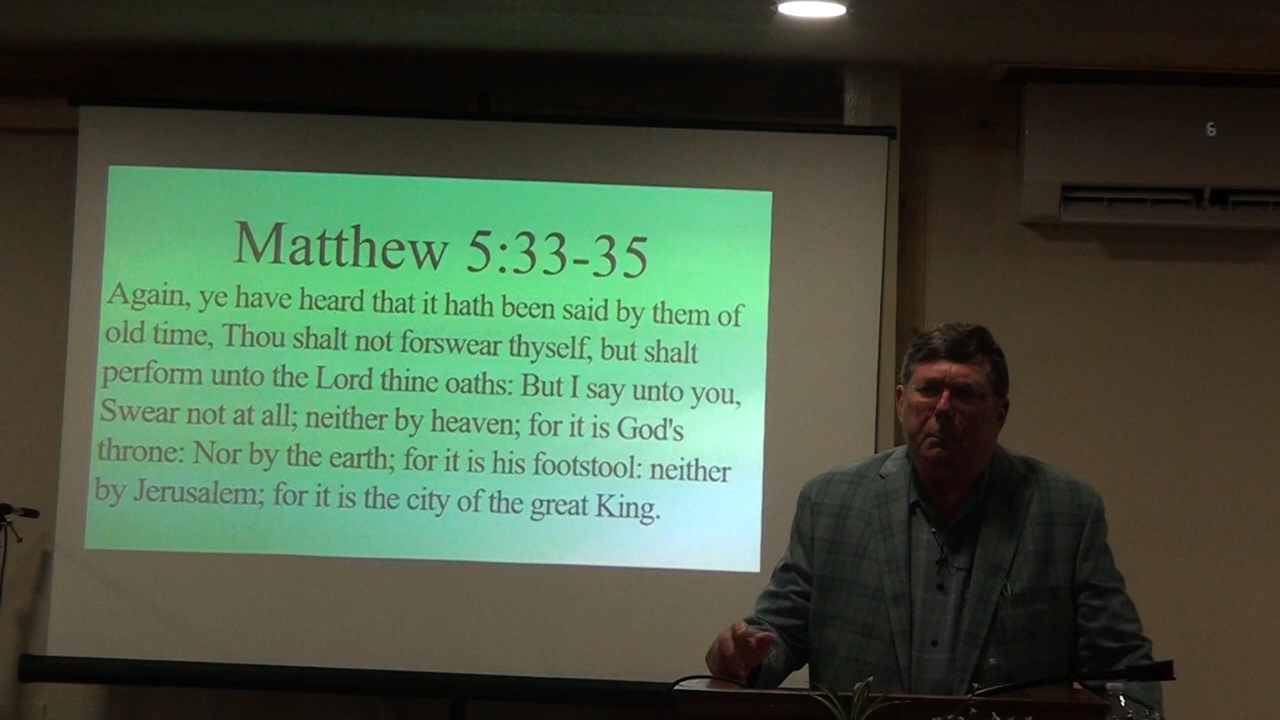 Matthew 5:33-35
Again, ye have heard that it hath been said by them of
old time, Thou shalt not forswear thyself, but shalt
perform unto the Lord thine oaths: But I say unto you,
Swear not at all; neither by heaven; for it is God's
throne: Nor by the earth; for it is his footstool: neither
by Jerusalem; for it is the city of the great King.